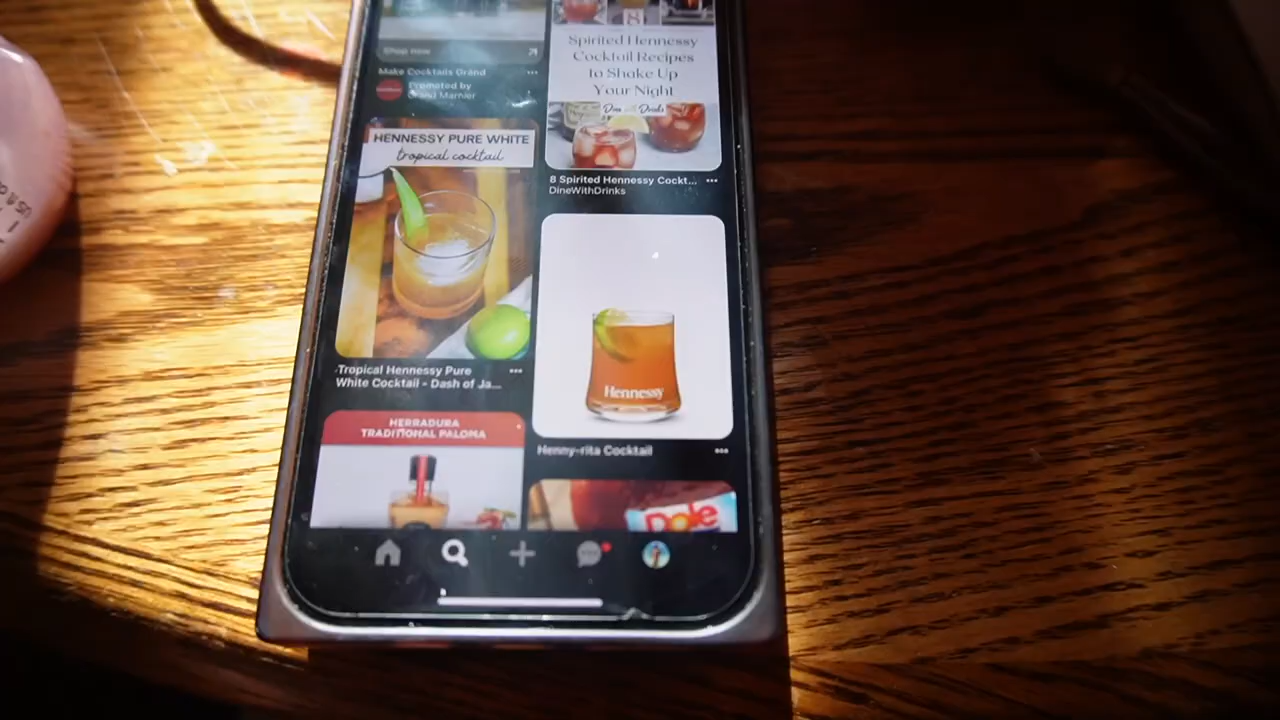 Shop now
Make Cocktails Grand
Promoted by
Grand Marnier
HENNESSY PURE WHITE
tropical cocktail
Tropical Hennessy Pure
White Cocktail - Dash of Ja...
HERRADURA
TRADITIONAL PALOMA
8
Spirited Hennessy
Cocktail Recipes
to Shake Up
Your Night
8 Spirited Hennessy Cockt...
DineWithDrinks
Hennessy
Henny-rita Cocktail
Dole